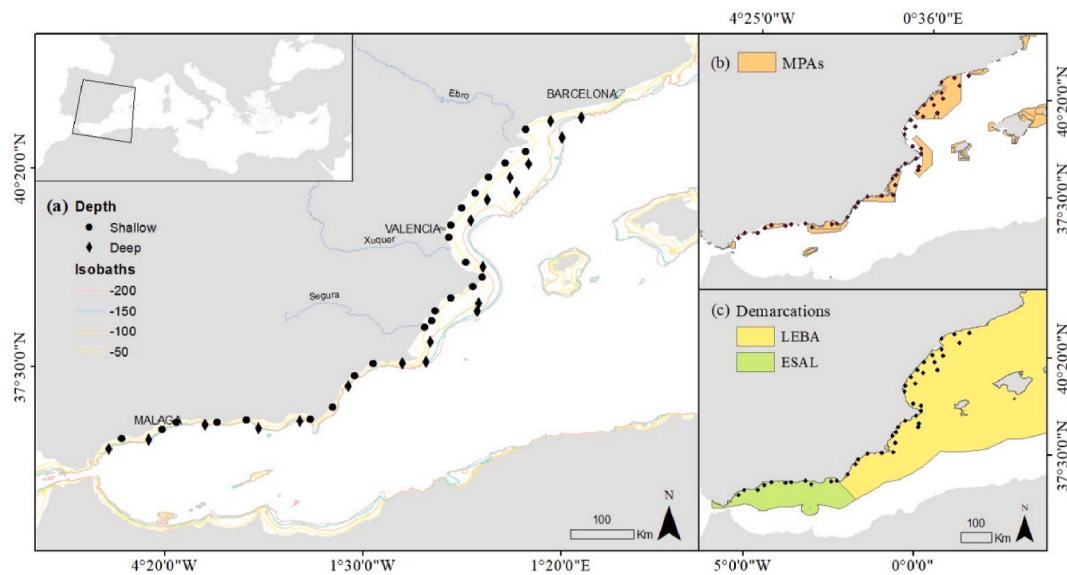 4°25'0"W 0°36'0"E
Ebro
BARCELONA
40°20'0"N
(a) Depth
Shallow
Deep
VALENCIA
Xuquer
Isobaths
-200
-150
-100
-50
Segura
37°30'0"N
MALAGA
N
100
Km
4°20'0"W 1°30'0"W 1°20'0"E
(b) MPAs
40°20'0"N
37°30'0"N
(c) Demarcations
LEBA
ESAL
40°20'0"N
37°30'0"N
N
100
Km
5°00'0"W 0°00'0"